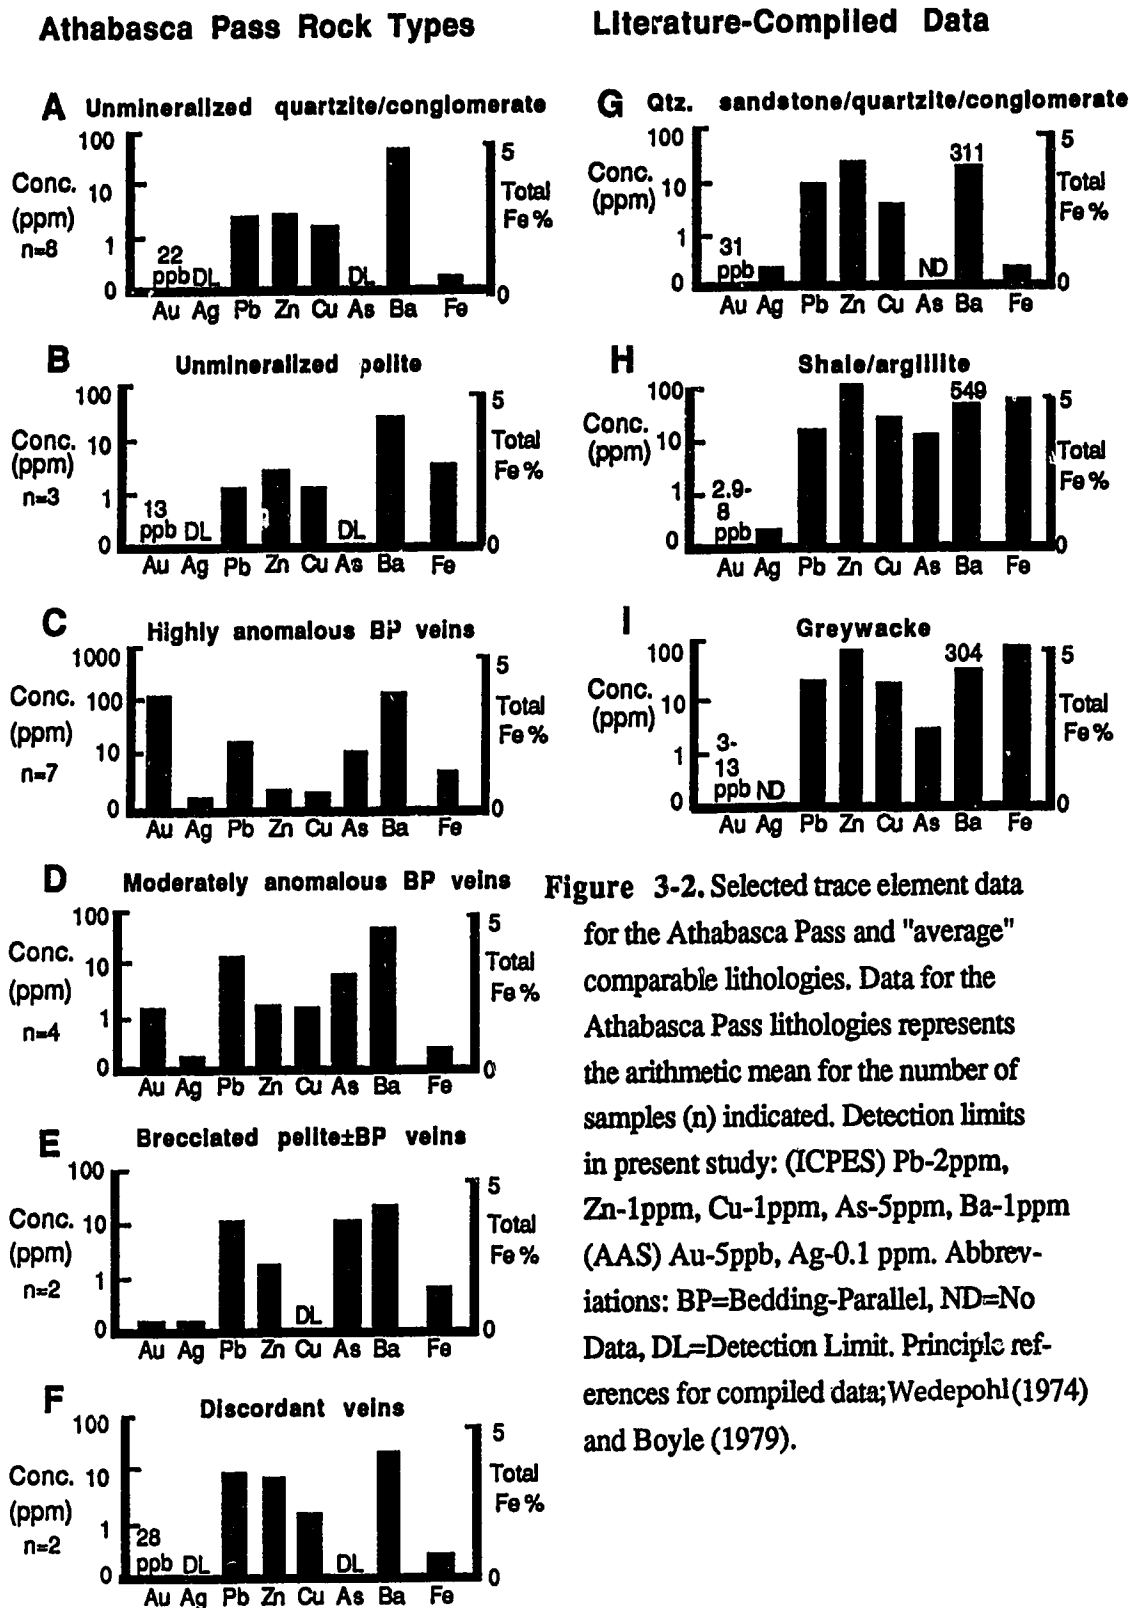 Athabasca Pass Rock Types
Literature-Compiled Data
A Unmineralized quartzite/conglomerate
100
10
1
0
Conc.
(ppm)
n=8
22
ppb DL
DL
5
Total
Fe%
0
Au Ag Pb Zn Cu As Ba Fe
B Unmineralized pelite
100
10
1
0
Conc.
(ppm)
n=3
13
ppb DL
DL
5
Total
Fe%
0
Au Ag Pb Zn Cu As Ba Fe
C Highly anomalous BP veins
1000
100
10
0
Conc.
(ppm)
n=7
5
Total
Fe%
0
Au Ag Pb Zn Cu As Ba Fe
D Moderately anomalous BP veins
100
10
1
0
Conc.
(ppm)
n=4
5
Total
Fe%
0
Au Ag Pb Zn Cu As Ba Fe
E Brecciated pelite±BP veins
100
10
1
0
Conc.
(ppm)
n=2
DL
5
Total
Fe%
0
Au Ag Pb Zn Cu As Ba Fe
F Discordant veins
100
10
1
0
Conc.
(ppm)
n=2
28
ppb DL
DL
5
Total
Fe%
0
Au Ag Pb Zn Cu As Ba Fe
G Qtz. sandstone/quartzite/conglomerate
100
10
1
0
Conc.
(ppm)
31
ppb
ND
311
5
Total
Fe%
0
Au Ag Pb Zn Cu As Ba Fe
H Shale/argillite
100
10
1
0
Conc.
(ppm)
2.9-
8
ppb
549
5
Total
Fe%
0
Au Ag Pb Zn Cu As Ba Fe
I Greywacke
100
10
1
0
Conc.
(ppm)
3-
13
ppb ND
304
5
Total
Fe%
0
Au Ag Pb Zn Cu As Ba Fe
Figure 3-2. Selected trace element data
for the Athabasca Pass and "average"
comparable lithologies. Data for the
Athabasca Pass lithologies represents
the arithmetic mean for the number of
samples (n) indicated. Detection limits
in present study: (ICPES) Pb-2ppm,
Zn-1ppm, Cu-1ppm, As-5ppm, Ba-1ppm
(AAS) Au-5ppb, Ag-0.1 ppm. Abbrev-
iations: BP=Bedding-Parallel, ND=No
Data, DL=Detection Limit. Principle ref-
erences for compiled data; Wedepohl (1974)
and Boyle (1979).